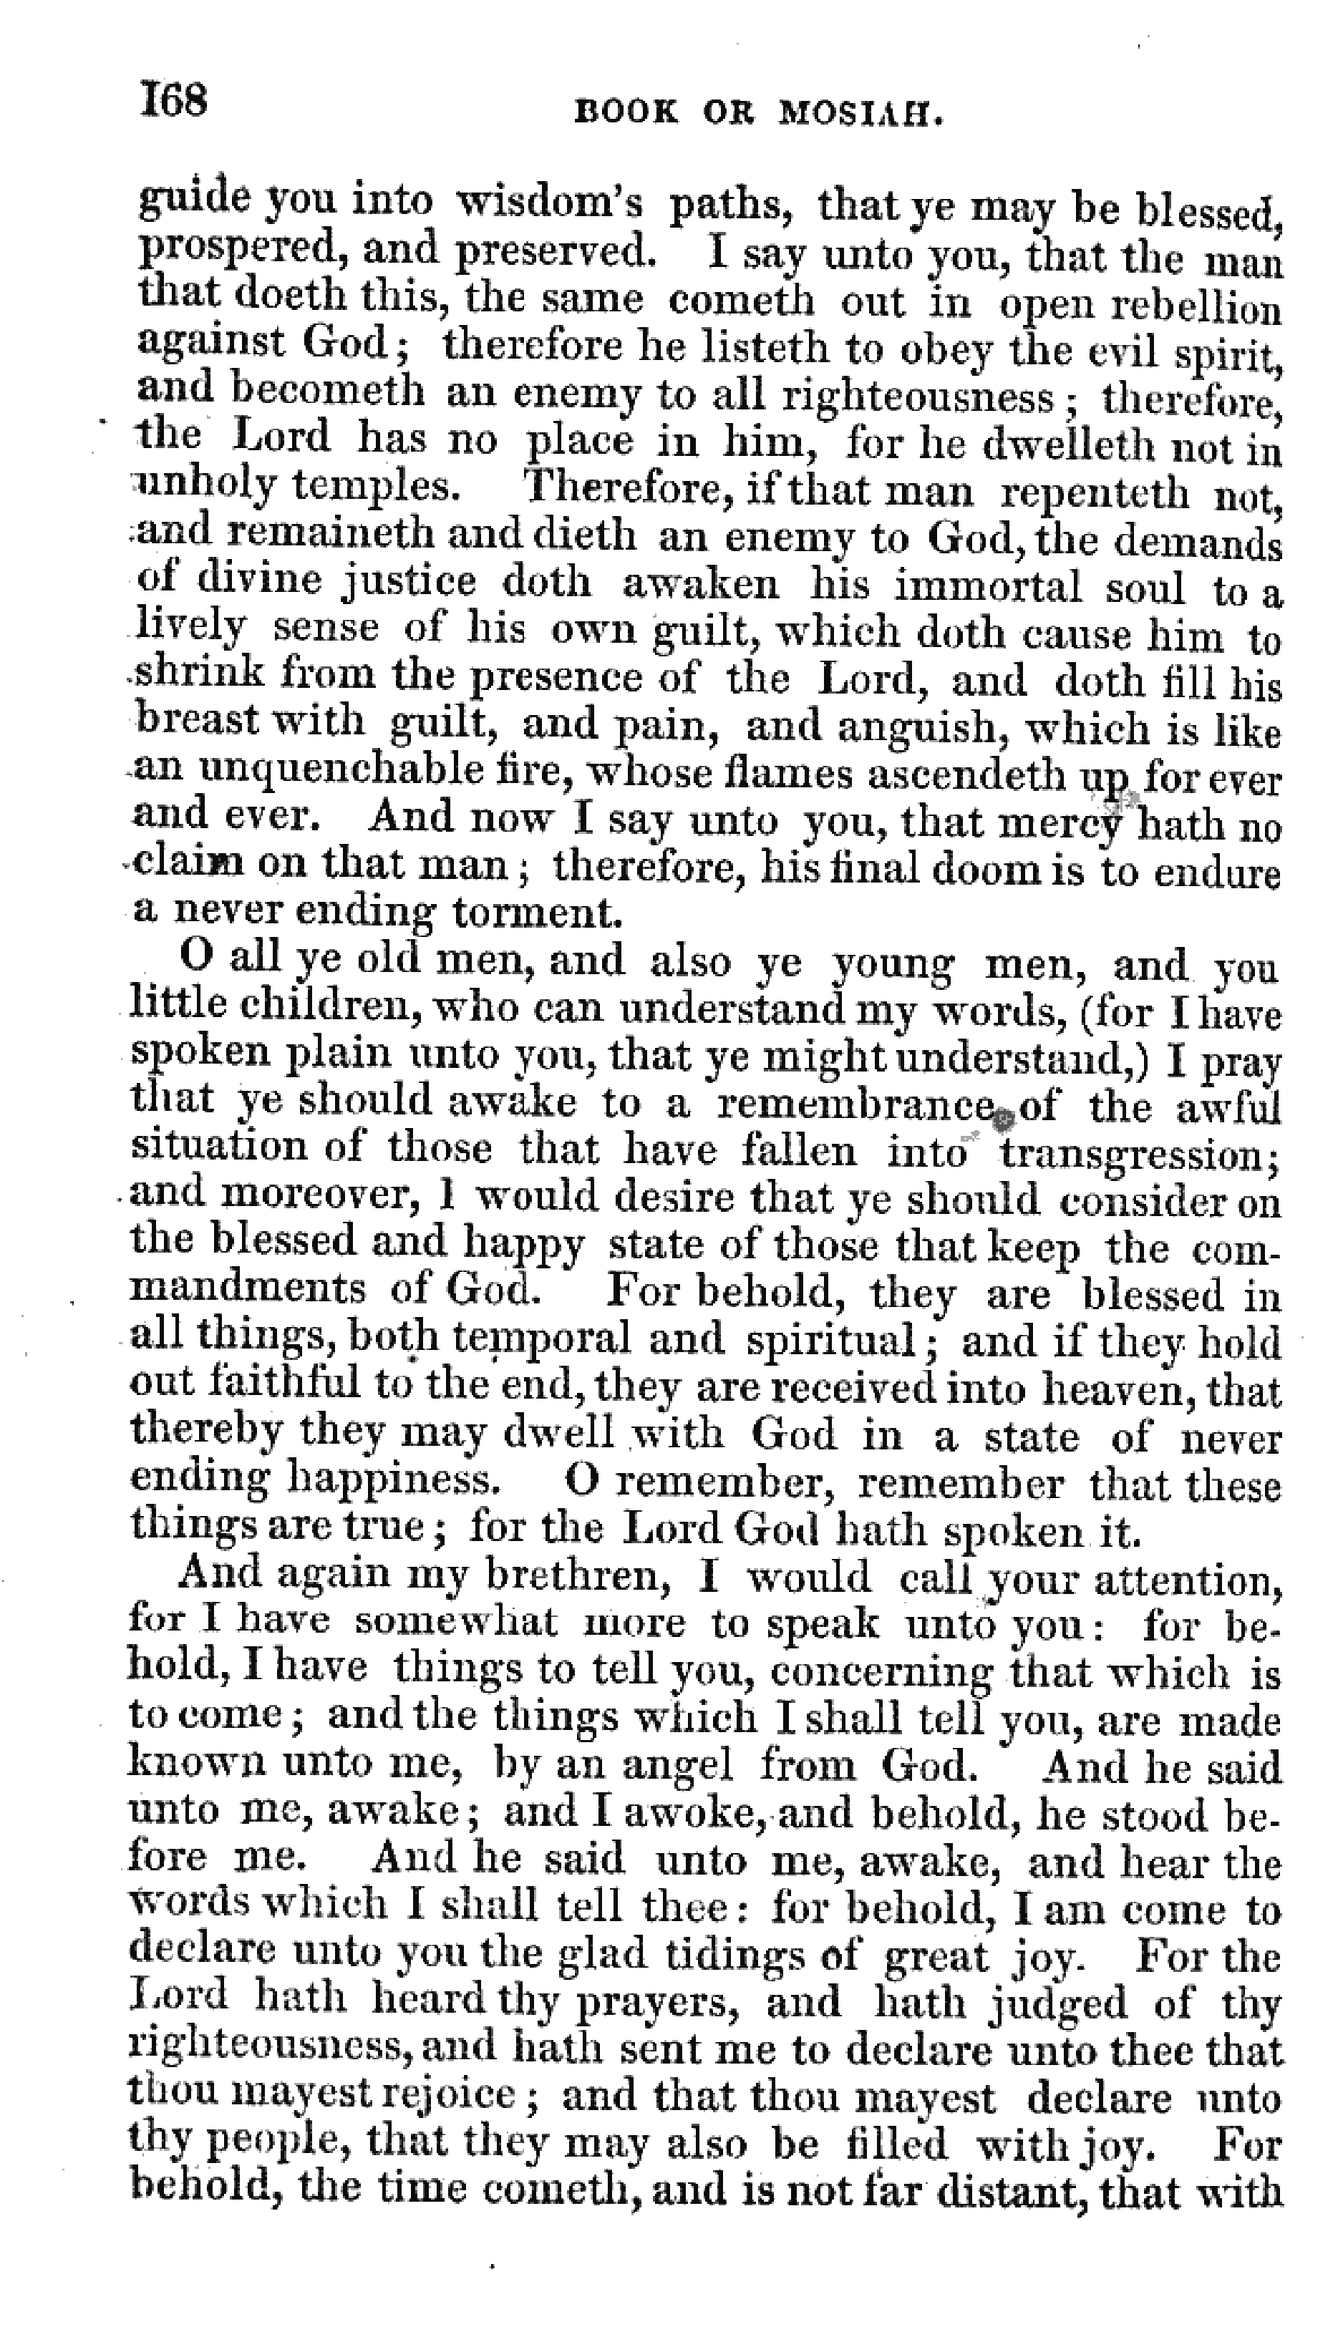 168
BOOK OR MOSIAH.
guide you into wisdom's paths, that ye may be blessed,
prospered, and preserved. I say unto you, that the man
that doeth this, the same cometh out in open rebellion
against God; therefore he listeth to obey the evil spirit,
and becometh an enemy to all righteousness; therefore,
the Lord has no place in him, for he dwelleth not in
unholy temples. Therefore, if that man repenteth not,
and remaineth and dieth an enemy to God, the demands
of divine justice doth awaken his immortal soul to a
lively sense of his own guilt, which doth cause him to
shrink from the presence of the Lord, and doth fill his
breast with guilt, and pain, and anguish, which is like
an unquenchable fire, whose flames ascendeth up for ever
and ever. And now I say unto you, that mercy hath no
claim on that man; therefore, his final doom is to endure
a never ending torment.
O all ye old men, and also ye young men, and you
little children, who can understand my words, (for I have
spoken plain unto you, that ye might understand,) I pray
that ye should awake to a remembrance of the awful
situation of those that have fallen into transgression;
and moreover, I would desire that ye should consider on
the blessed and happy state of those that keep the com-
mandments of God. For behold, they are blessed in
all things, both temporal and spiritual; and if they hold
out faithful to the end, they are received into heaven, that
thereby they may dwell with God in a state of never
ending happiness. O remember, remember that these
things are true; for the Lord God hath spoken it.
And again my brethren, I would call your attention,
for I have somewhat more to speak unto you: for be-
hold, I have things to tell you, concerning that which is
to come; and the things which I shall tell you, are made
known unto me, by an angel from God. And he said
unto me, awake; and I awoke, and behold, he stood be-
fore me. And he said unto me, awake, and hear the
words which I shall tell thee: for behold, I am come to
declare unto you the glad tidings of great joy. For the
Lord hath heard thy prayers, and hath judged of thy
righteousness, and hath sent me to declare unto thee that
thou mayest rejoice; and that thou mayest declare unto
thy people, that they may also be filled with joy. For
behold, the time cometh, and is not far distant, that with